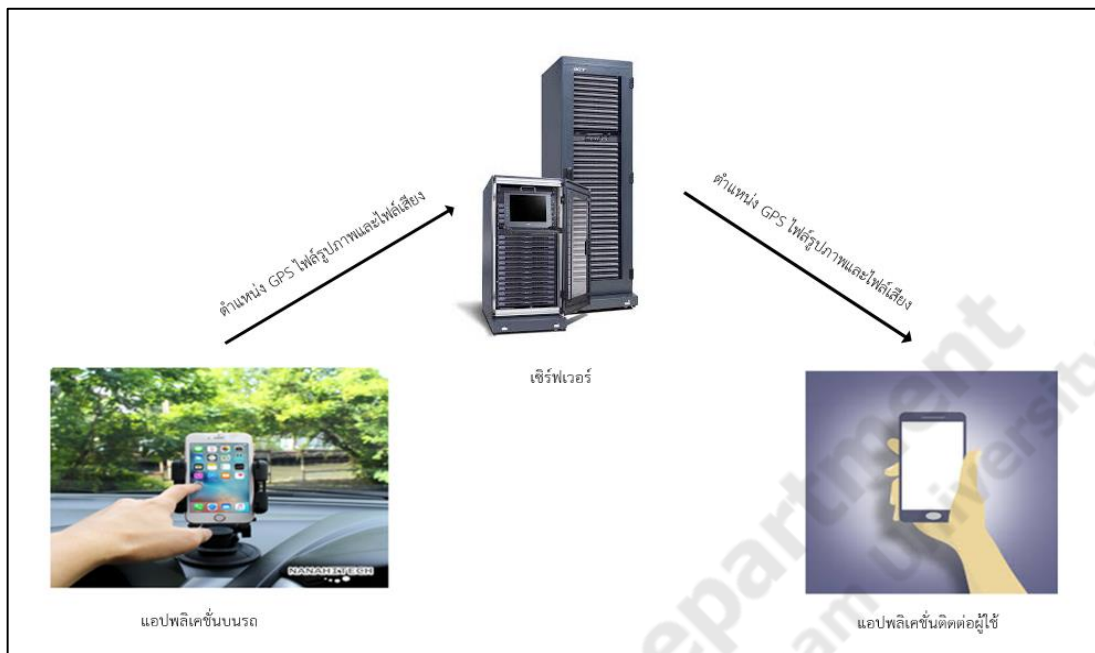 acer
ตำแหน่ง GPS ไฟล์รูปภาพและไฟล์เสียง
ตำแหน่ง GPS ไฟล์รูปภาพและไฟล์เสียง
เซิร์ฟเวอร์
NANAHITECH
แอปพลิเคชั่นบนรถ
แอปพลิเคชั่นติดต่อผู้ใช้
epartment
am University